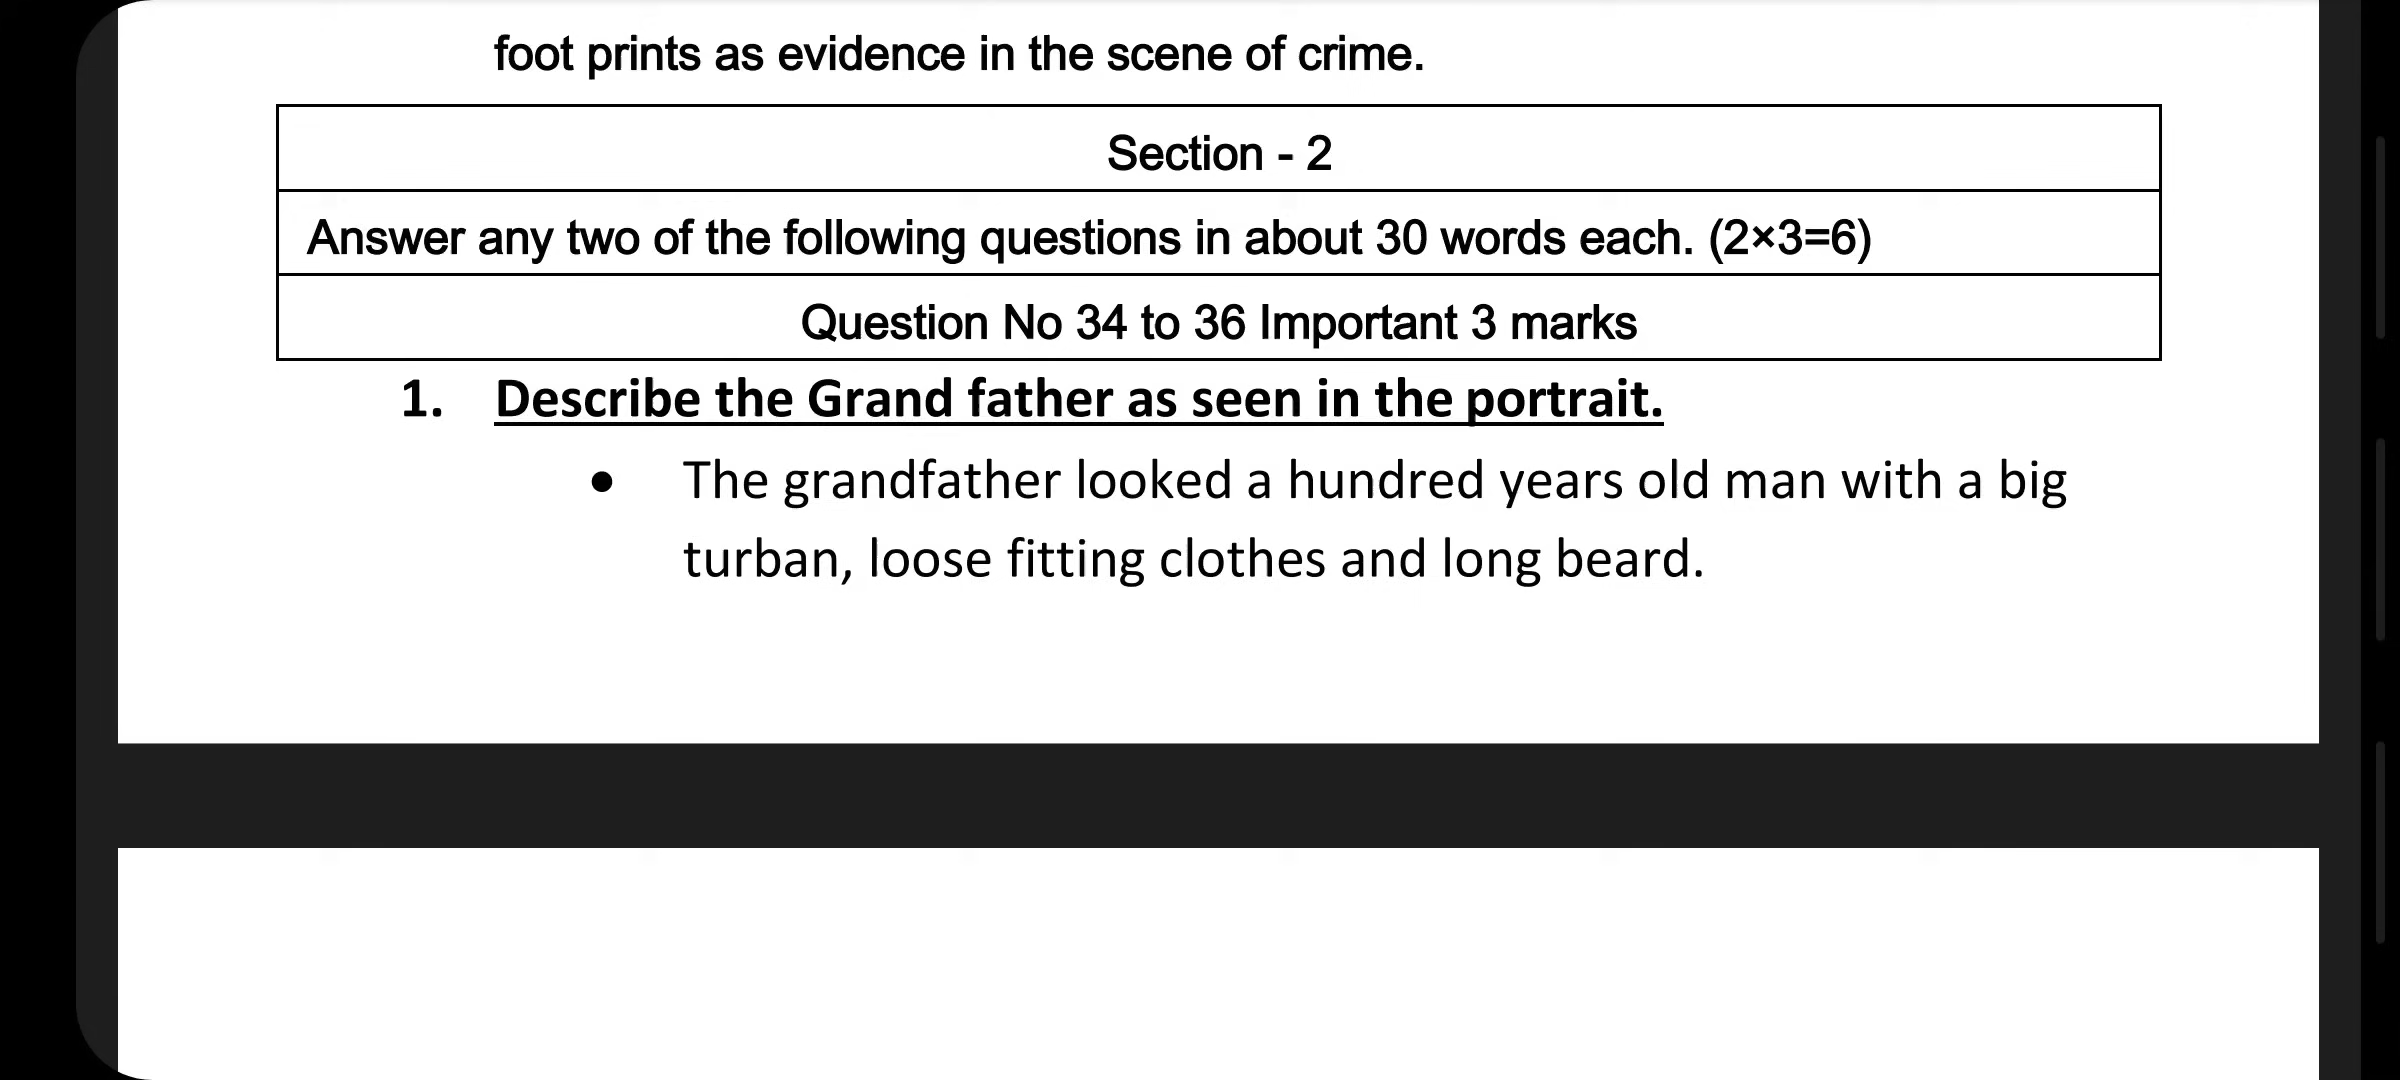 foot prints as evidence in the scene of crime.
Section - 2
Answer any two of the following questions in about 30 words each. (2×3=6)
Question No 34 to 36 Important 3 marks
1. Describe the Grand father as seen in the portrait.
• The grandfather looked a hundred years old man with a big
turban, loose fitting clothes and long beard.